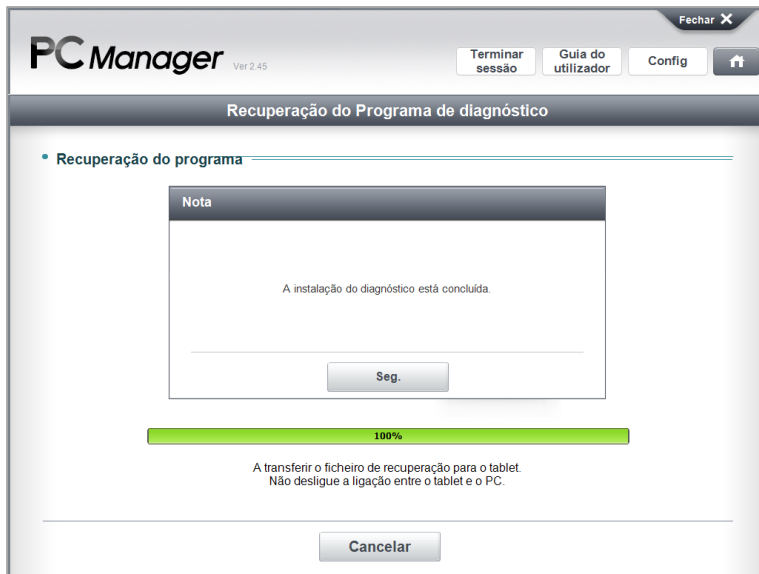 Fechar X
PC Manager Ver 2.45
Terminar sessão
Guia do utilizador
Config
Recuperação do Programa de diagnóstico
Recuperação do programa
Nota
A instalação do diagnóstico está concluída.
Seg.
100%
A transferir o ficheiro de recuperação para o tablet.
Não desligue a ligação entre o tablet e o PC.
Cancelar